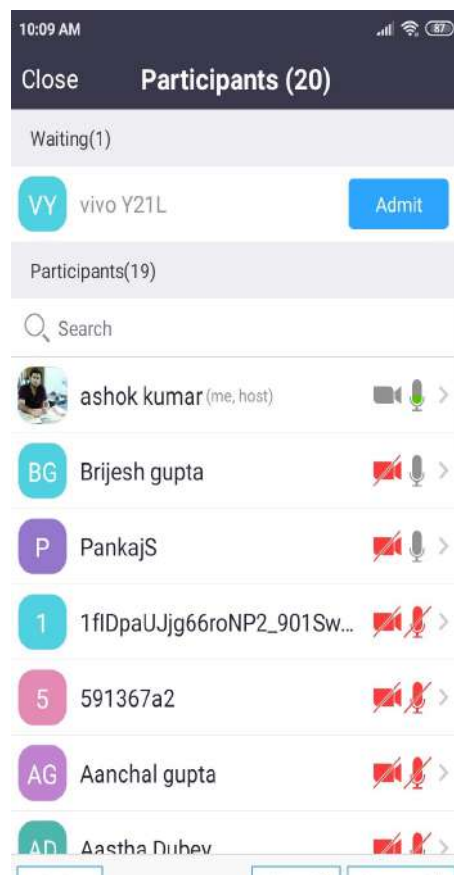 10:09 AM 87
Close Participants (20)
Waiting(1)
VY vivo Y21L Admit
Participants(19)
Search
ashok kumar (me, host)
BG Brijesh gupta
P PankajS
1 1fIDpaUJjg66roNP2_901Sw...
5 591367a2
AG Aanchal gupta
AD Aastha Dubey